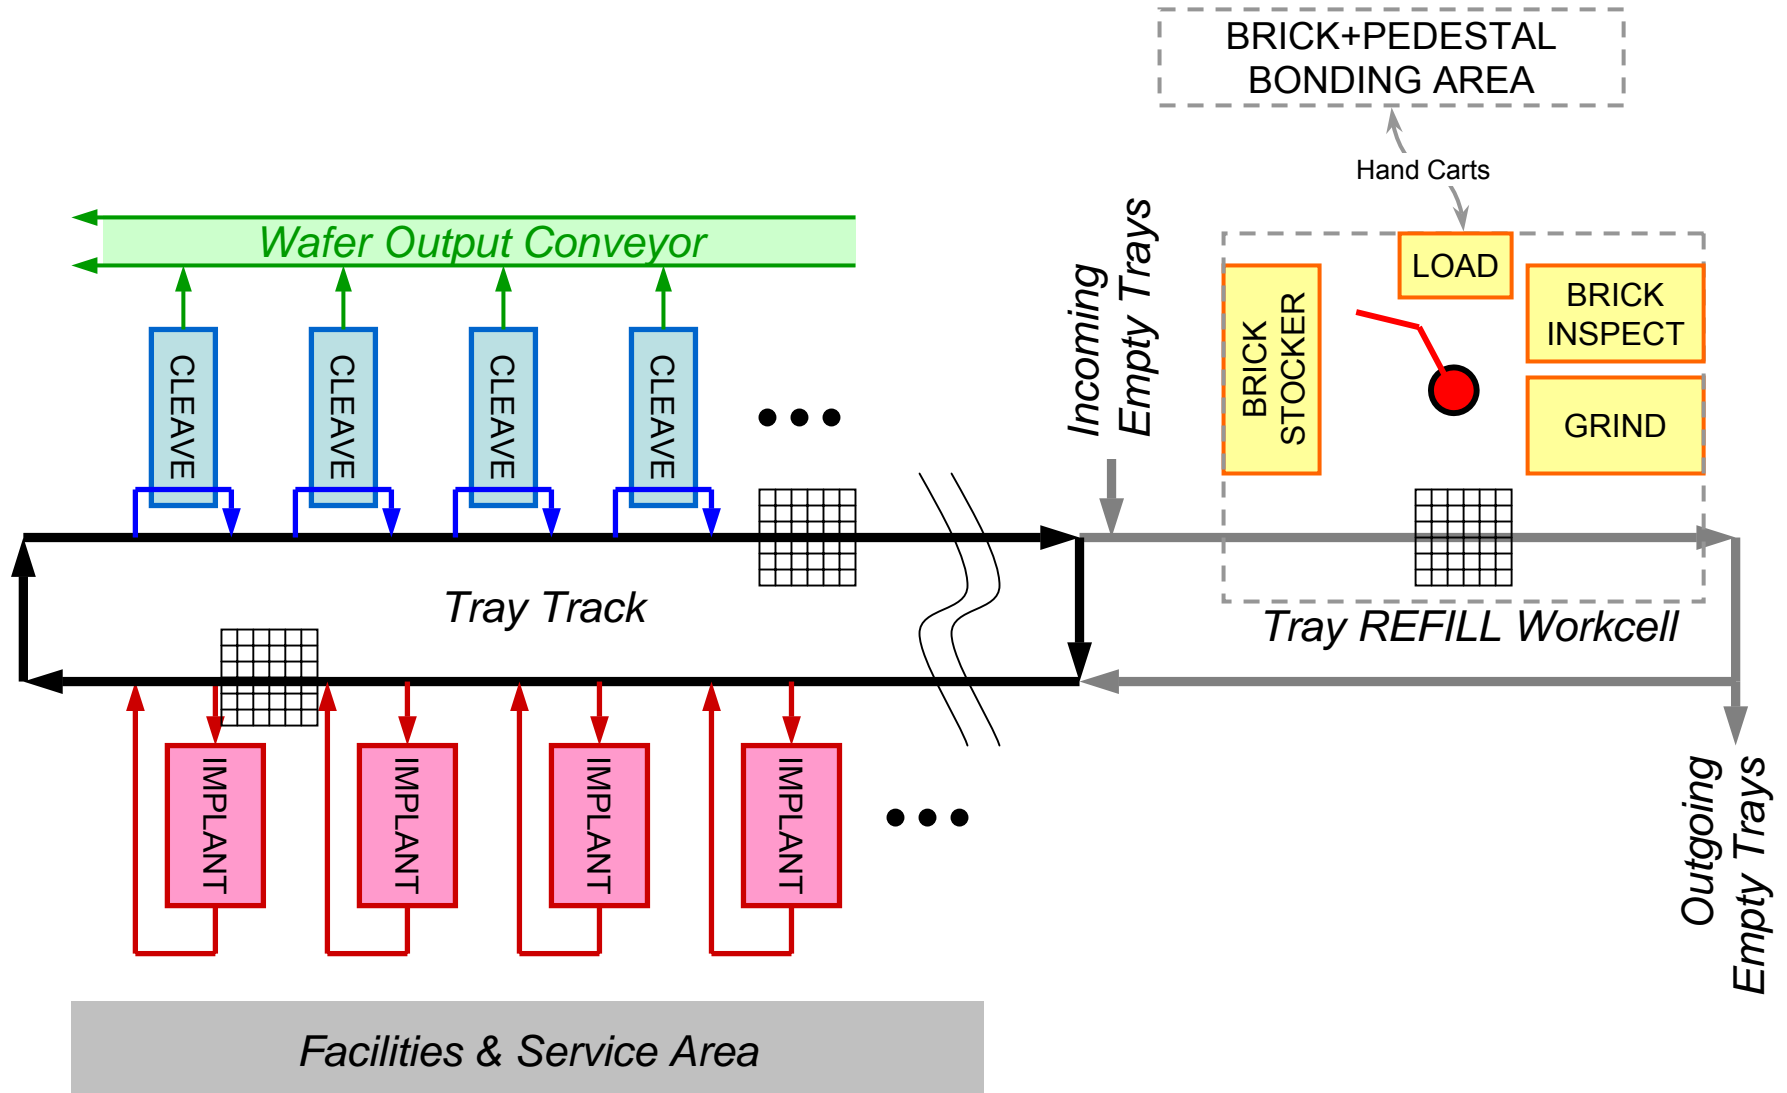 BRICK+PEDESTAL
BONDING AREA
Hand Carts
Wafer Output Conveyor
CLEAVE
CLEAVE
CLEAVE
CLEAVE
Incoming
Empty Trays
LOAD
BRICK
STOCKER
BRICK
INSPECT
GRIND
Tray Track
Tray REFILL Workcell
IMPLANT
IMPLANT
IMPLANT
IMPLANT
Outgoing
Empty Trays
Facilities & Service Area